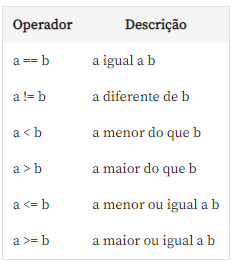 Operador Descrição
a == b a igual a b
a != b a diferente de b
a < b a menor do que b
a > b a maior do que b
a <= b a menor ou igual a b
a >= b a maior ou igual a b